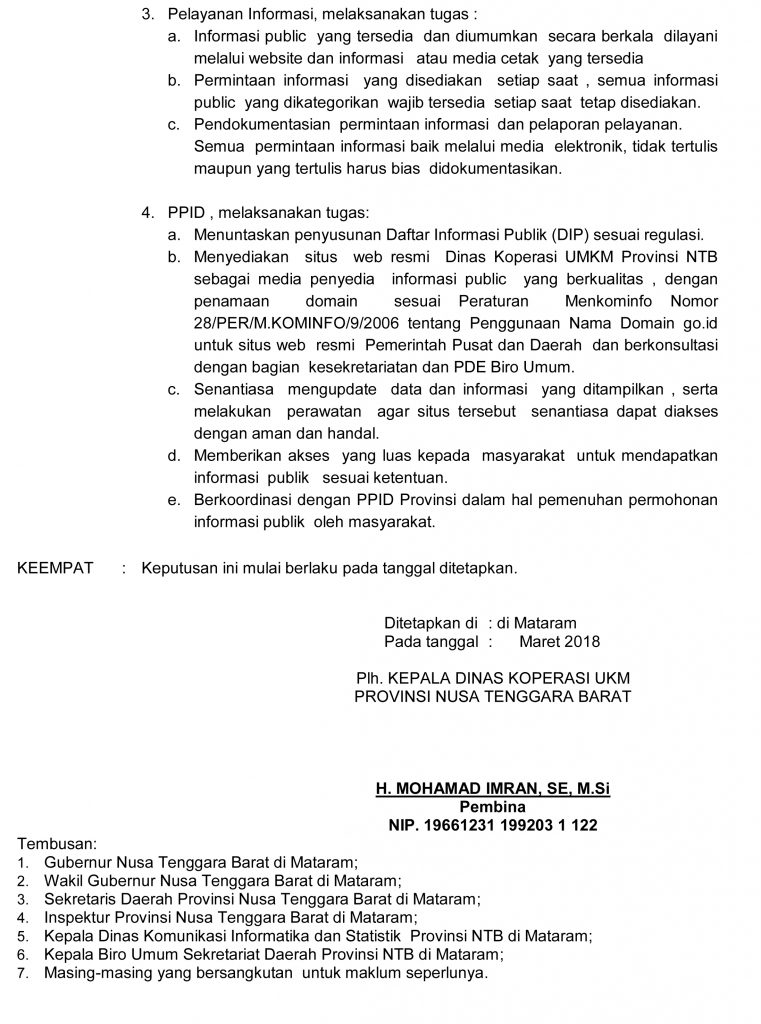 3. Pelayanan Informasi, melaksanakan tugas :
a. Informasi public yang tersedia dan diumumkan secara berkala dilayani
melalui website dan informasi atau media cetak yang tersedia
b. Permintaan informasi yang disediakan setiap saat , semua informasi
public yang dikategorikan wajib tersedia setiap saat tetap disediakan.
c. Pendokumentasian permintaan informasi dan pelaporan pelayanan.
Semua permintaan informasi baik melalui media elektronik, tidak tertulis
maupun yang tertulis harus bias didokumentasikan.
4. PPID , melaksanakan tugas:
a. Menuntaskan penyusunan Daftar Informasi Publik (DIP) sesuai regulasi.
b. Menyediakan situs web resmi Dinas Koperasi UMKM Provinsi NTB
sebagai media penyedia informasi public yang berkualitas , dengan
penamaan domain sesuai Peraturan Menkominfo Nomor
28/PER/M.KOMINFO/9/2006 tentang Penggunaan Nama Domain go.id
untuk situs web resmi Pemerintah Pusat dan Daerah dan berkonsultasi
dengan bagian kesekretariatan dan PDE Biro Umum.
c. Senantiasa mengupdate data dan informasi yang ditampilkan , serta
melakukan perawatan agar situs tersebut senantiasa dapat diakses
dengan aman dan handal.
d. Memberikan akses yang luas kepada masyarakat untuk mendapatkan
informasi publik sesuai ketentuan.
e. Berkoordinasi dengan PPID Provinsi dalam hal pemenuhan permohonan
informasi publik oleh masyarakat.
KEEMPAT : Keputusan ini mulai berlaku pada tanggal ditetapkan.
Ditetapkan di : di Mataram
Pada tanggal : Maret 2018
Plh. KEPALA DINAS KOPERASI UKM
PROVINSI NUSA TENGGARA BARAT
H. MOHAMAD IMRAN, SE, M.Si
Pembina
NIP. 19661231 199203 1 122
Tembusan:
1. Gubernur Nusa Tenggara Barat di Mataram;
2. Wakil Gubernur Nusa Tenggara Barat di Mataram;
3. Sekretaris Daerah Provinsi Nusa Tenggara Barat di Mataram;
4. Inspektur Provinsi Nusa Tenggara Barat di Mataram;
5. Kepala Dinas Komunikasi Informatika dan Statistik Provinsi NTB di Mataram;
6. Kepala Biro Umum Sekretariat Daerah Provinsi NTB di Mataram;
7. Masing-masing yang bersangkutan untuk maklum seperlunya.